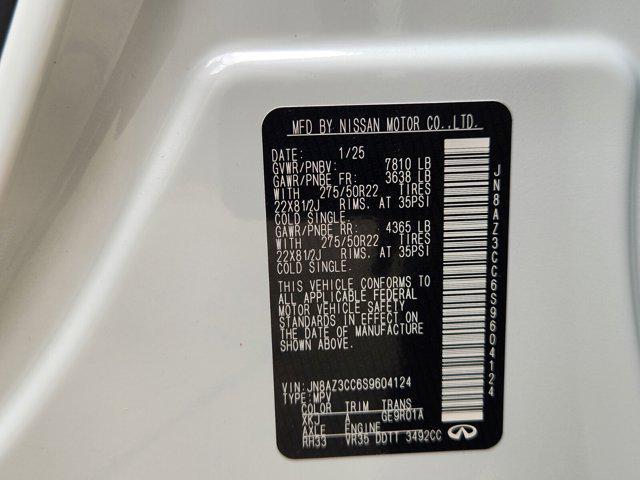 MFD BY NISSAN MOTOR CO.,LTD.
DATE: 1/25
GVWR/PNBV: 7810 LB
GAWR/PNBE FR: 3638 LB
WITH 275/50R22 TIRES
22X81/2J RIMS. AT 35PSI
COLD SINGLE.
GAWR/PNBE RR: 4365 LB
WITH 275/50R22 TIRES
22X81/2J RIMS. AT 35PSI
COLD SINGLE.
THIS VEHICLE CONFORMS TO
ALL APPLICABLE FEDERAL
MOTOR VEHICLE SAFETY
STANDARDS IN EFFECT ON
THE DATE OF MANUFACTURE
SHOWN ABOVE.
VIN: JN8AZ3CC6S9604124
TYPE: MPV
COLOR TRIM TRANS
XKJ A GE9R01A
AXLE ENGINE
RH33 VR35 DDTT 3492CC
JN8AZ3CC6S9604124